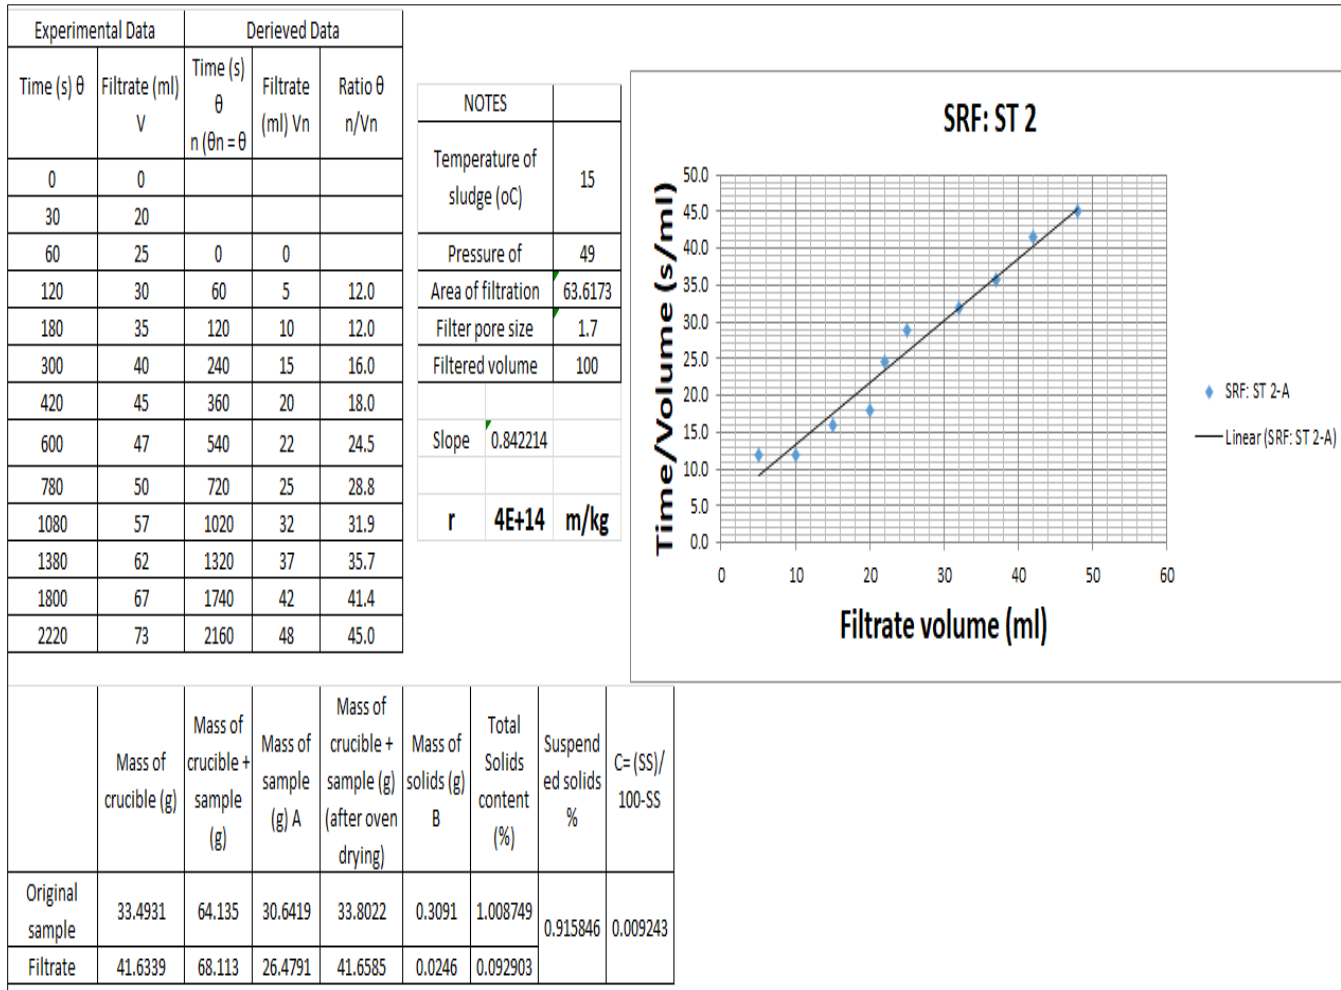 Experimental Data Derieved Data
Time (s) θ Filtrate (ml) V Time (s) θ n (θn = θ Filtrate (ml) Vn Ratio θ n/Vn
0 0
30 20
60 25 0 0
120 30 60 5 12.0
180 35 120 10 12.0
300 40 240 15 16.0
420 45 360 20 18.0
600 47 540 22 24.5
780 50 720 25 28.8
1080 57 1020 32 31.9
1380 62 1320 37 35.7
1800 67 1740 42 41.4
2220 73 2160 48 45.0
NOTES
Temperature of sludge (oC) 15
Pressure of 49
Area of filtration 63.6173
Filter pore size 1.7
Filtered volume 100
Slope 0.842214
r 4E+14 m/kg
SRF: ST 2
Time/Volume (s/ml)
50.0
45.0
40.0
35.0
30.0
25.0
20.0
15.0
10.0
5.0
0.0
0 10 20 30 40 50 60
Filtrate volume (ml)
SRF: ST 2-A
Linear (SRF: ST 2-A)
Mass of crucible (g) Mass of crucible + sample (g) Mass of sample (g) A Mass of crucible + sample (g) (after oven drying) Mass of solids (g) B Total Solids content (%) Suspend ed solids % C= (SS)/ 100-SS
Original sample 33.4931 64.135 30.6419 33.8022 0.3091 1.008749 0.915846 0.009243
Filtrate 41.6339 68.113 26.4791 41.6585 0.0246 0.092903